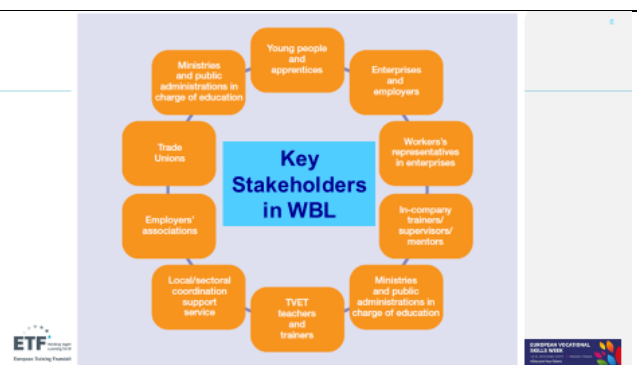 6
Young people
and
apprentices
Enterprises
and
employers
Workers's
representatives
in enterprises
In-company
trainers/
supervisors/
mentors
Ministries
and public
administrations in
charge of education
TVET
teachers
and
trainers
Local/sectoral
coordination
support
service
Employers'
associations
Trade
Unions
Ministries
and public
administrations in
charge of education
Key
Stakeholders
in WBL
ETF
European Training
EUROPEAN VOCATIONAL
SKILLS WEEK